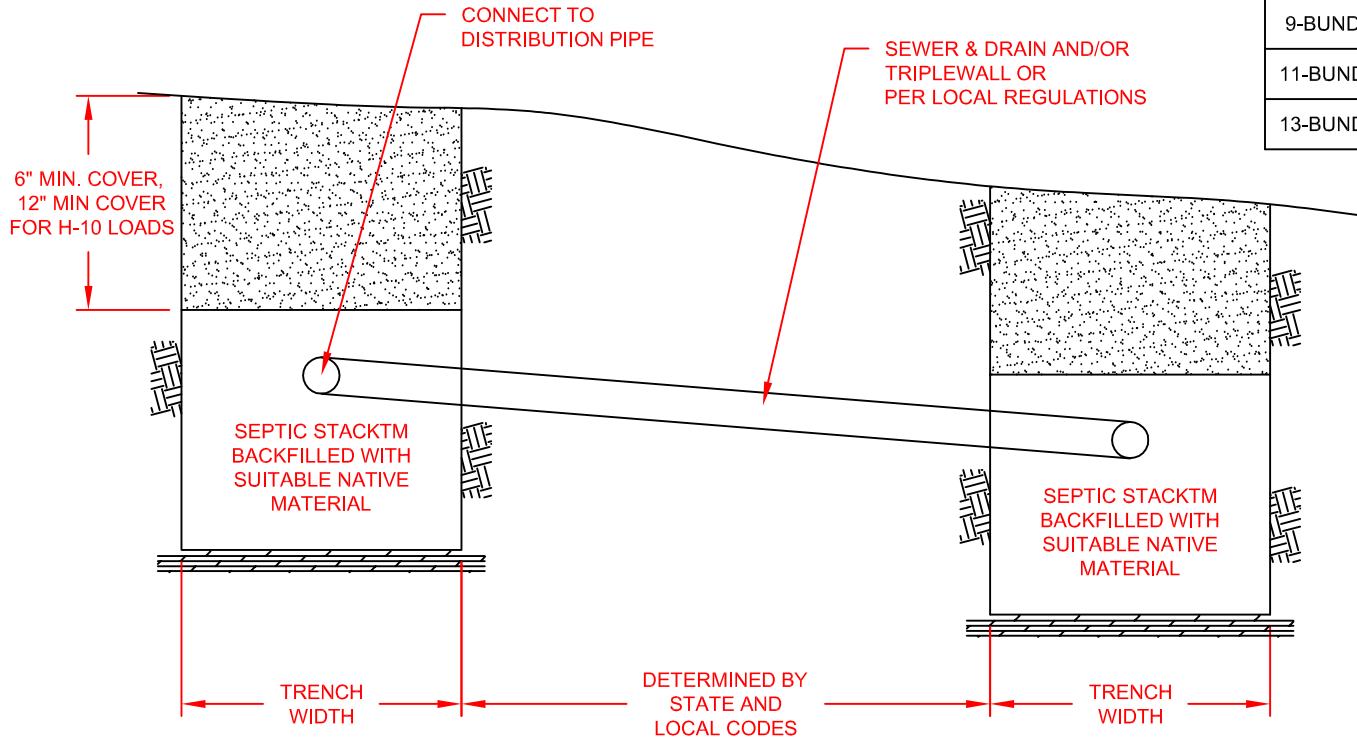 CONNECT TO
DISTRIBUTION PIPE
SEWER & DRAIN AND/OR
TRIPLEWALL OR
PER LOCAL REGULATIONS
9-BUND
11-BUND
13-BUND
6" MIN. COVER,
12" MIN COVER
FOR H-10 LOADS
SEPTIC STACKTM
BACKFILLED WITH
SUITABLE NATIVE
MATERIAL
SEPTIC STACKTM
BACKFILLED WITH
SUITABLE NATIVE
MATERIAL
TRENCH
WIDTH
DETERMINED BY
STATE AND
LOCAL CODES
TRENCH
WIDTH